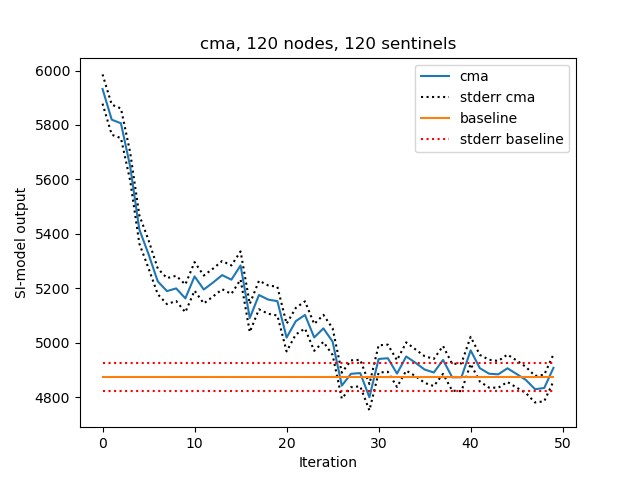 cma, 120 nodes, 120 sentinels
6000
5800
5600
5400
5200
5000
4800
SI-model output
cma
stderr cma
baseline
stderr baseline
0
10
20
30
40
50
Iteration